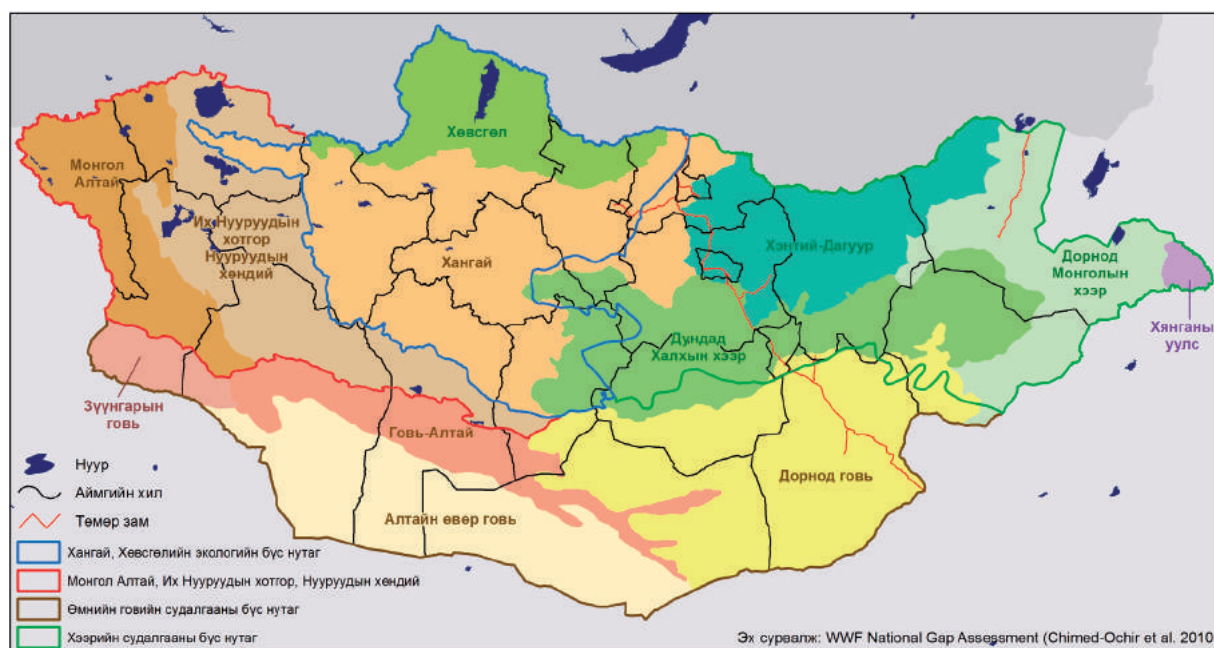 Хөвсгөл
Монгол
Алтай
Их Нууруудын
хотгор
Нууруудын
хөндий
Хангай
Хэнтий-Дагуур
Дорнод
Монголын
хээр
Хянганы
уулс
Дундад
Халхын хээр
Зүүнгарын
говь
Говь-Алтай
Дорнод говь
Алтайн өвөр говь
Нуур
Аймгийн хил
Төмөр зам
Хангай, Хөвсгөлийн экологийн бүс нутаг
Монгол Алтай, Их Нууруудын хотгор, Нууруудын хөндий
Өмнийн говийн судалгааны бүс нутаг
Хээрийн судалгааны бүс нутаг
Эх сурвалж: WWF National Gap Assessment (Chimed-Ochir et al. 2010